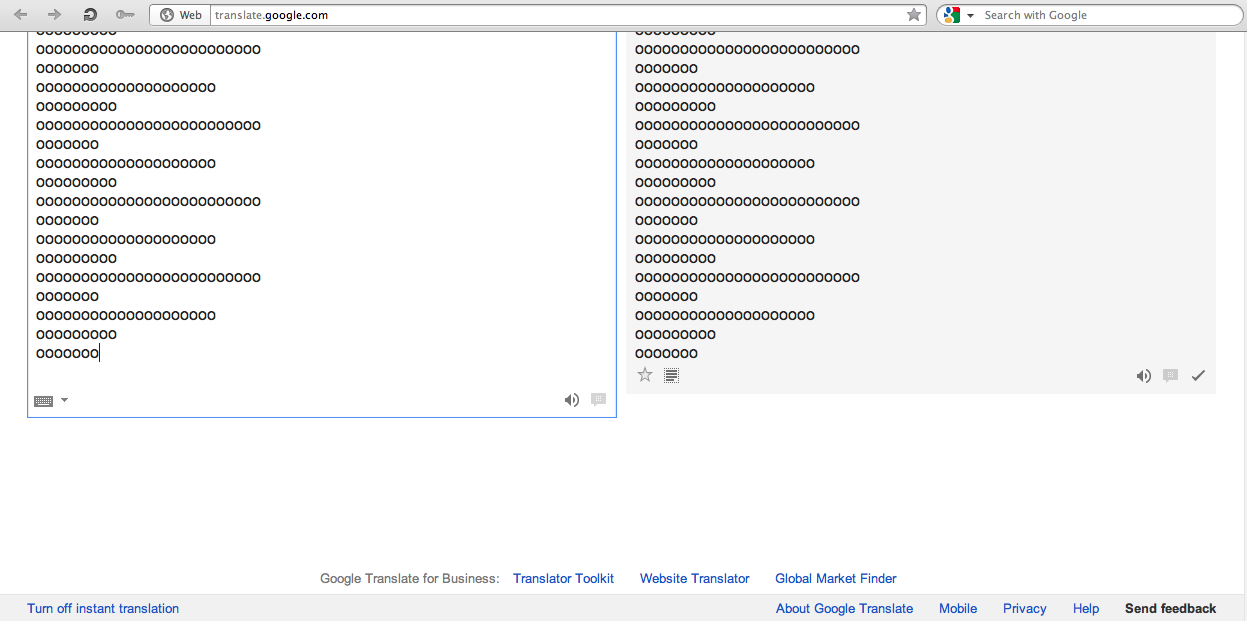 Web
translate.google.com
Search with Google
ooooooooo
ooooooooooooooooooooooooo
ooooooo
oooooooooooooooooooo
ooooooooo
ooooooooooooooooooooooooo
ooooooo
oooooooooooooooooooo
ooooooooo
ooooooooooooooooooooooooo
ooooooo
oooooooooooooooooooo
ooooooooo
ooooooooooooooooooooooooo
ooooooo
oooooooooooooooooooo
ooooooooo
ooooooo
ooooooooo
ooooooooooooooooooooooooo
ooooooo
oooooooooooooooooooo
ooooooooo
ooooooooooooooooooooooooo
ooooooo
oooooooooooooooooooo
ooooooooo
ooooooooooooooooooooooooo
ooooooo
oooooooooooooooooooo
ooooooooo
ooooooooooooooooooooooooo
ooooooo
oooooooooooooooooooo
ooooooooo
ooooooo
Google Translate for Business: Translator Toolkit Website Translator Global Market Finder
Turn off instant translation About Google Translate Mobile Privacy Help Send feedback